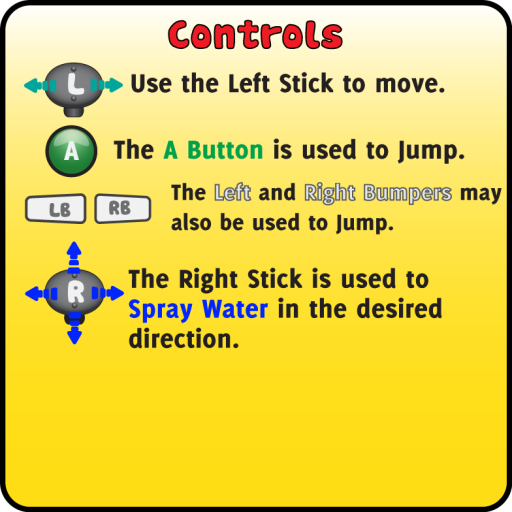 Controls
L Use the Left Stick to move.
A The A Button is used to Jump.
LB RB The Left and Right Bumpers may
also be used to Jump.
R The Right Stick is used to
Spray Water in the desired
direction.